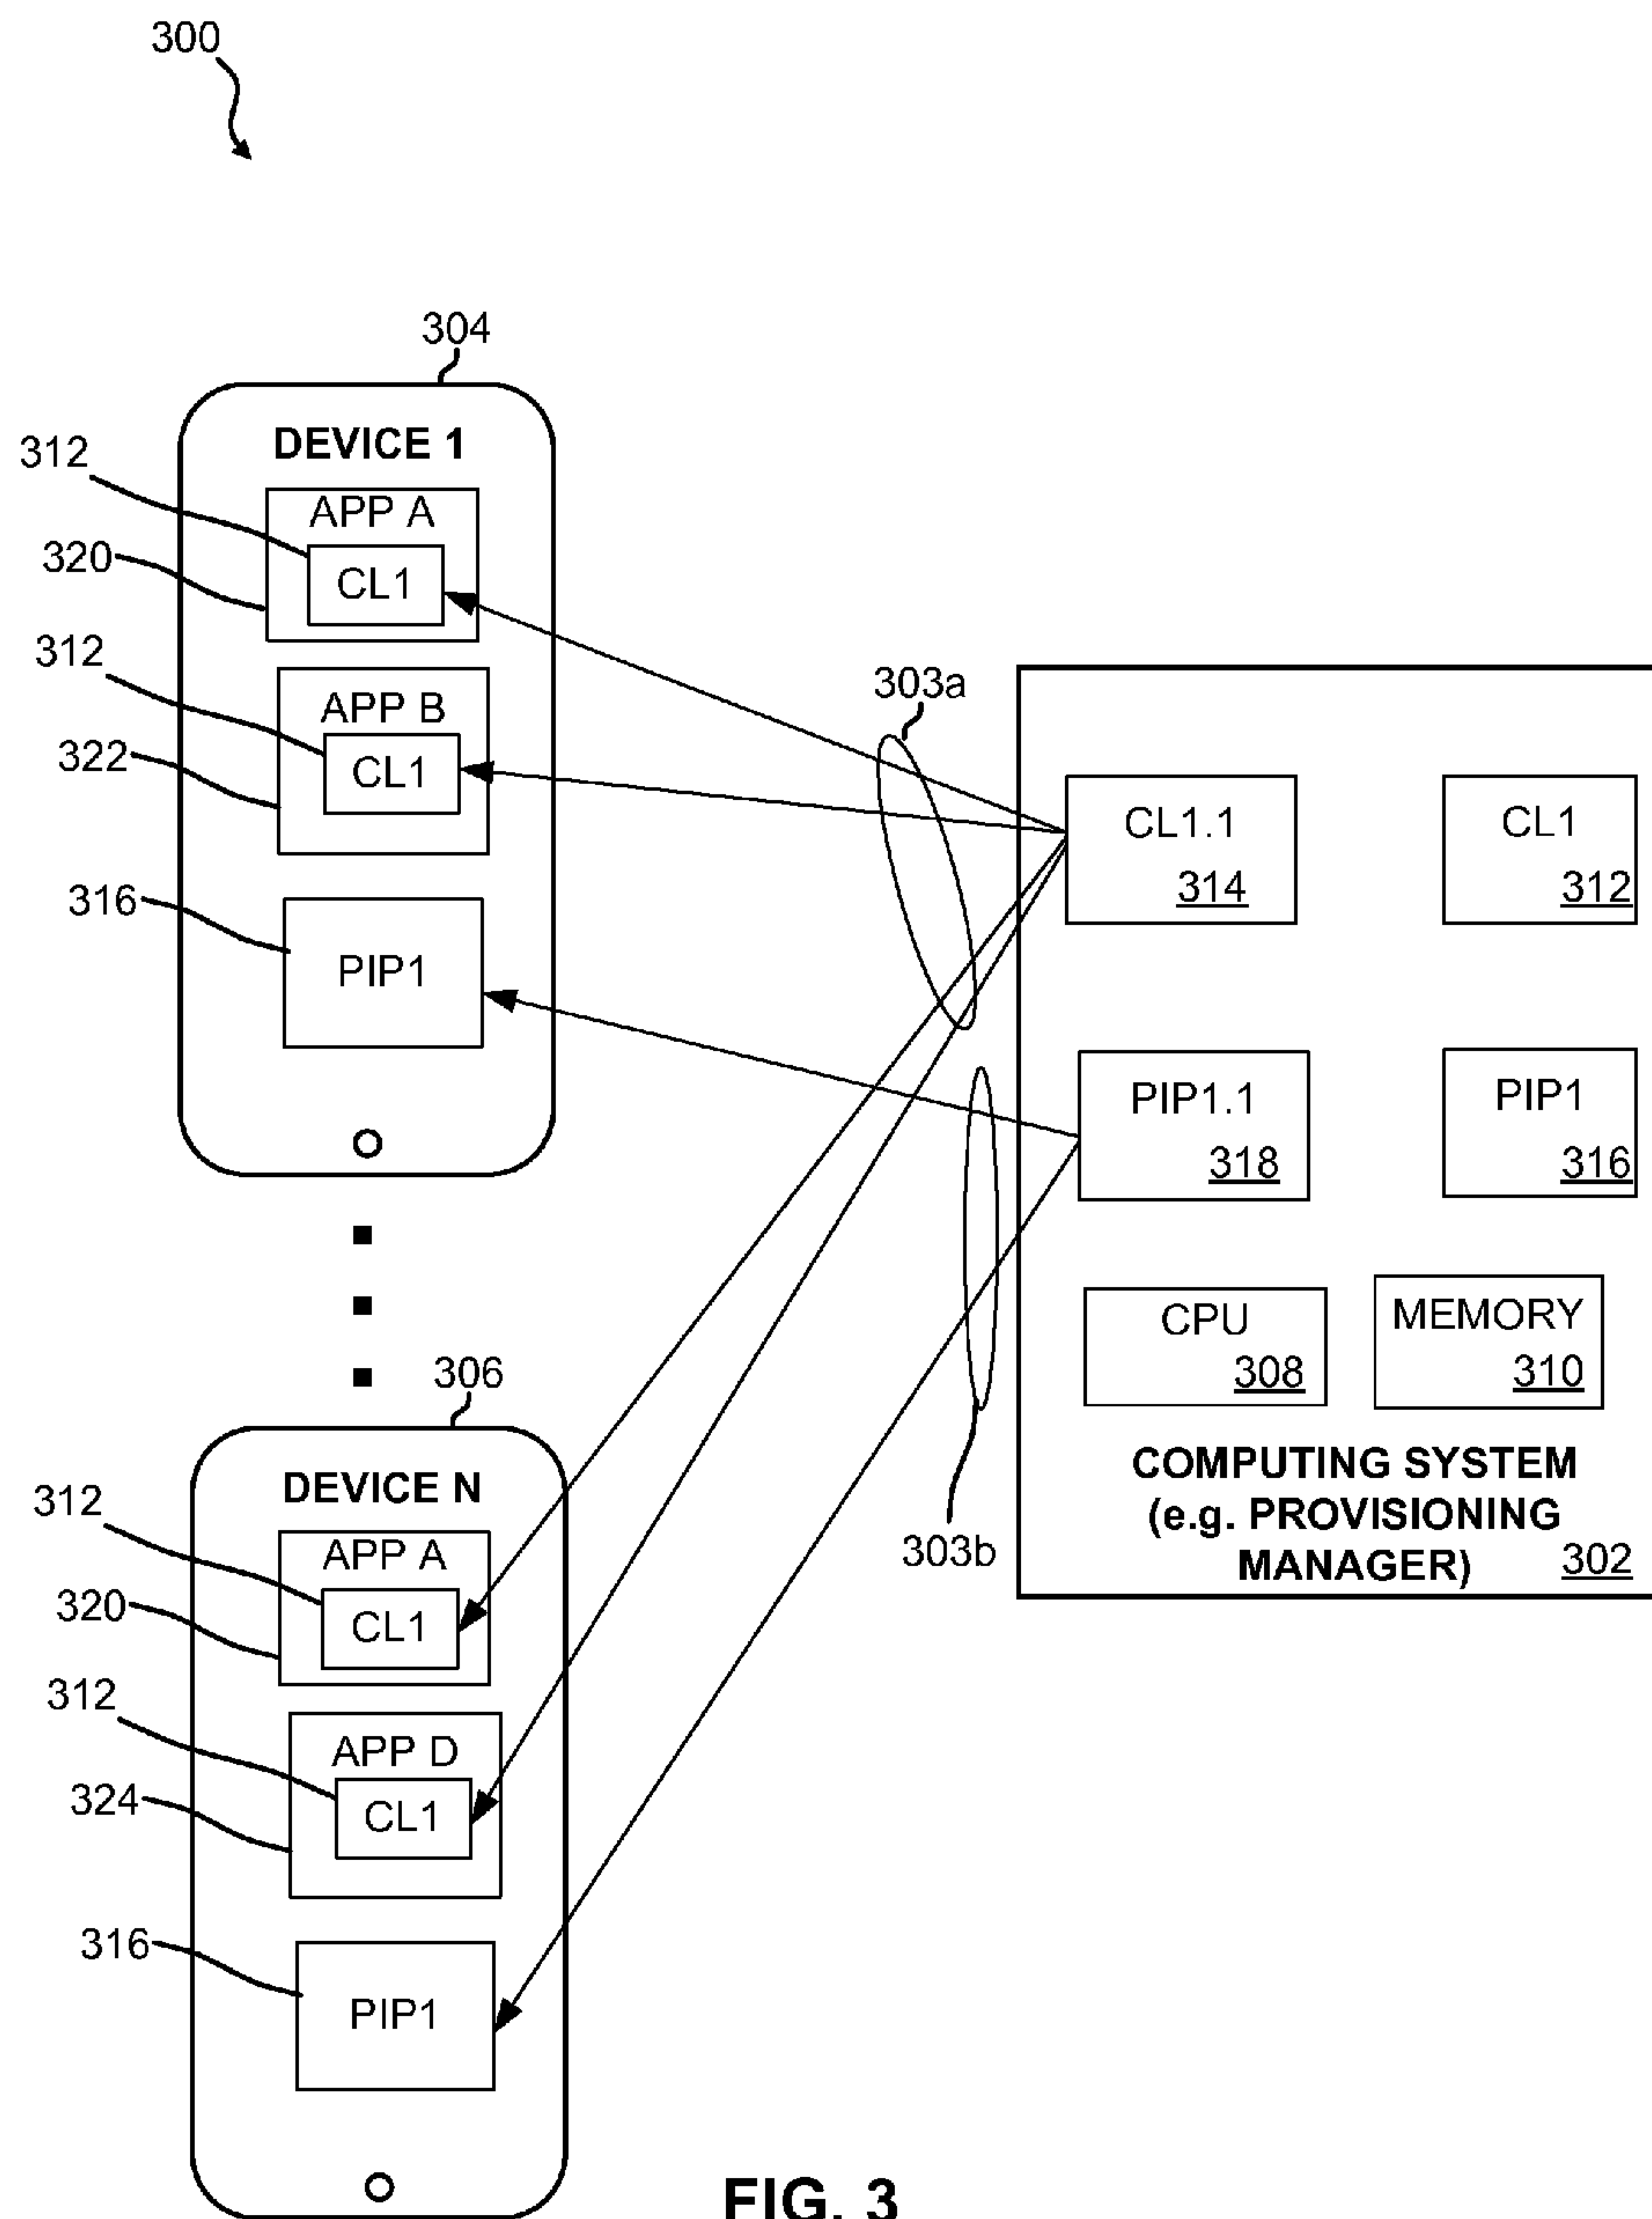 300
304
DEVICE 1
312
APP A
320
CL1
312
APP B
322
CL1
316
PIP1
303a
CL1.1
314
CL1
312
PIP1.1
318
PIP1
316
CPU
308
MEMORY
310
COMPUTING SYSTEM
(e.g. PROVISIONING
MANAGER)
302
303b
306
DEVICE N
312
APP A
320
CL1
312
APP D
324
CL1
316
PIP1
FIG. 3